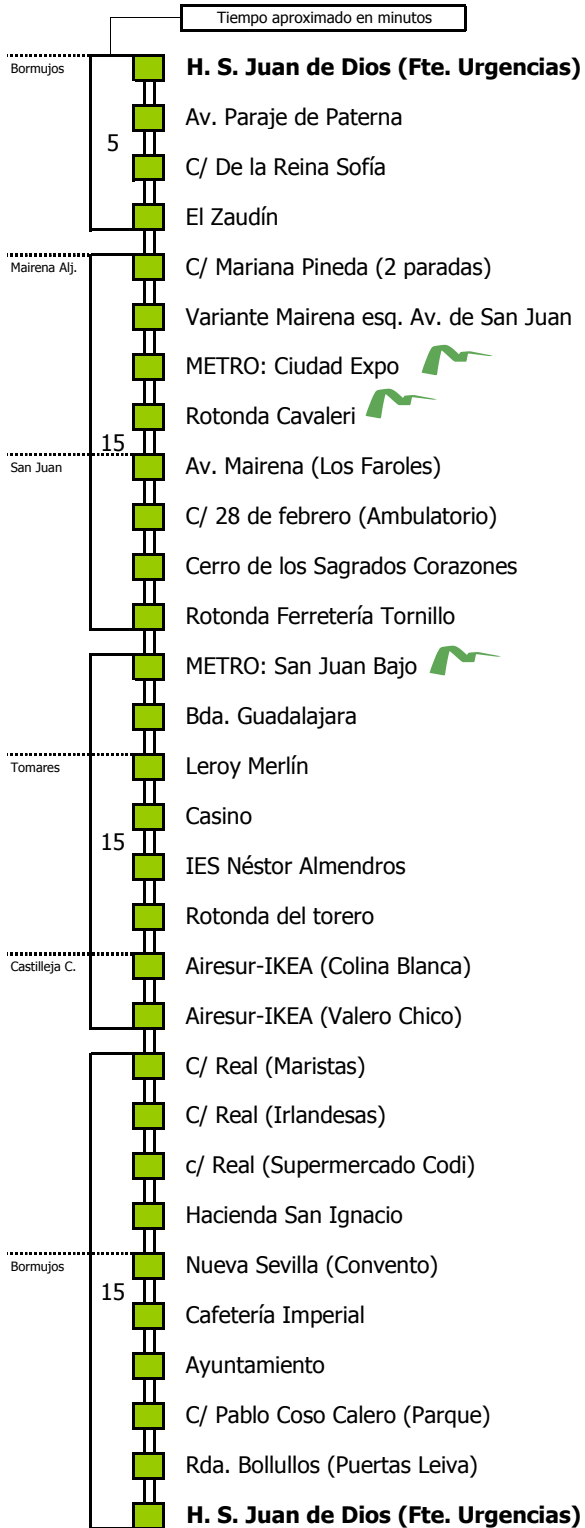 Tiempo aproximado en minutos
Bormujos
H. S. Juan de Dios (Fte. Urgencias)
Av. Paraje de Paterna
5
C/ De la Reina Sofía
El Zaudín
Mairena Alj.
C/ Mariana Pineda (2 paradas)
Variante Mairena esq. Av. de San Juan
METRO: Ciudad Expo
Rotonda Cavaleri
15
San Juan
Av. Mairena (Los Faroles)
C/ 28 de febrero (Ambulatorio)
Cerro de los Sagrados Corazones
Rotonda Ferretería Tornillo
METRO: San Juan Bajo
Bda. Guadalajara
Tomares
Leroy Merlín
Casino
15
IES Néstor Almendros
Rotonda del torero
Castilleja C.
Airesur-IKEA (Colina Blanca)
Airesur-IKEA (Valero Chico)
C/ Real (Maristas)
C/ Real (Irlandesas)
c/ Real (Supermercado Codi)
Hacienda San Ignacio
Bormujos
Nueva Sevilla (Convento)
15
Cafetería Imperial
Ayuntamiento
C/ Pablo Coso Calero (Parque)
Rda. Bollullos (Puertas Leiva)
H. S. Juan de Dios (Fte. Urgencias)